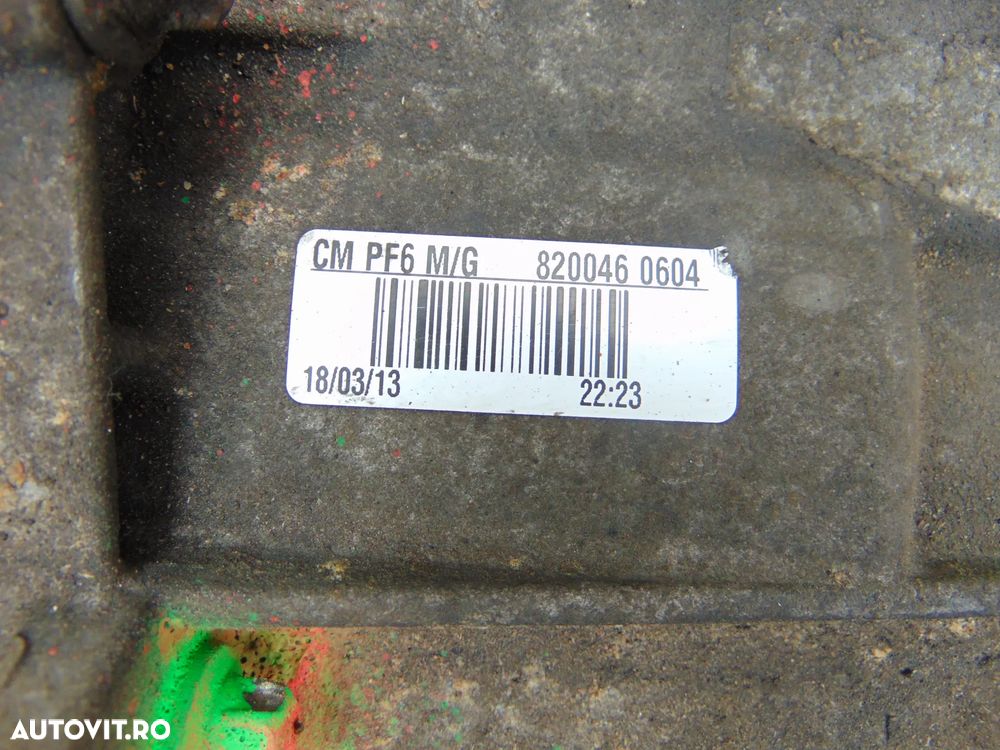 CM PF6 M/G 820046 0604
18/03/13 22:23
AUTOVIT.RO